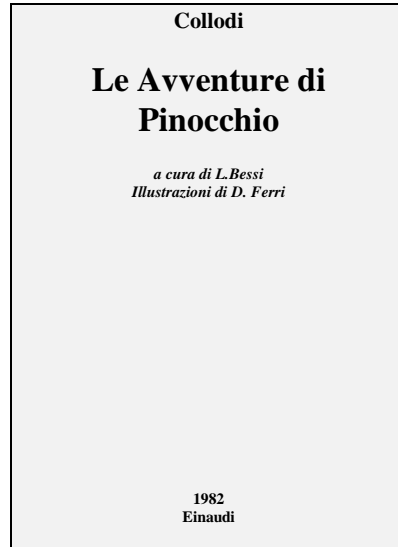 Collodi
Le Avventure di
Pinocchio
a cura di L.Bessi
Illustrazioni di D. Ferri
1982
Einaudi